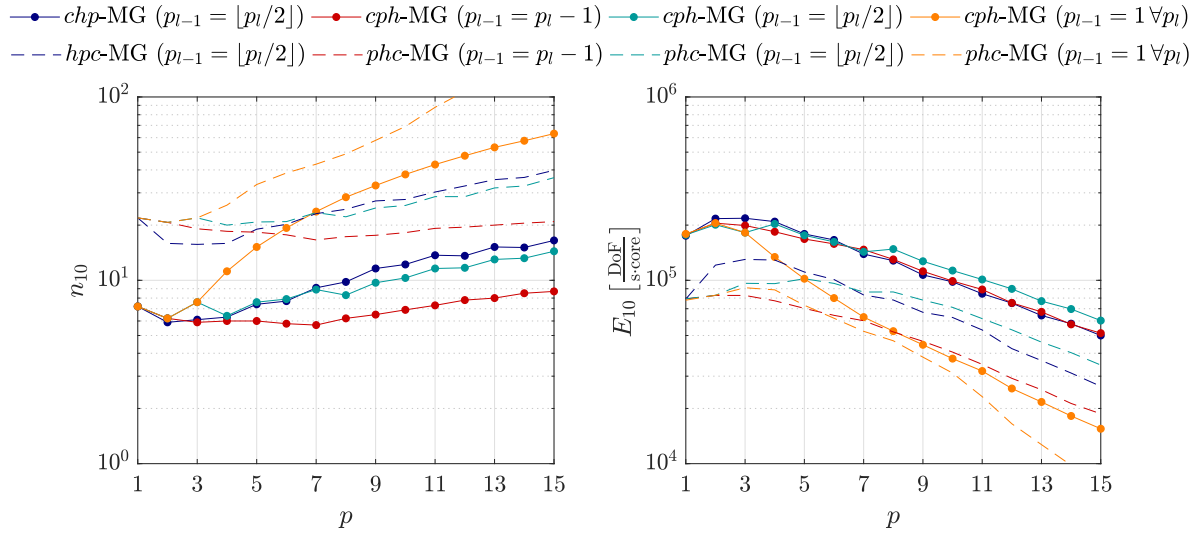 chp-MG (p_{l−1} = ⌊p_l/2⌋) cph-MG (p_{l−1} = p_l − 1) cph-MG (p_{l−1} = ⌊p_l/2⌋) cph-MG (p_{l−1} = 1 ∀p_l)
hpc-MG (p_{l−1} = ⌊p_l/2⌋) phc-MG (p_{l−1} = p_l − 1) phc-MG (p_{l−1} = ⌊p_l/2⌋) phc-MG (p_{l−1} = 1 ∀p_l)
10^2
10^1
10^0
n_{10}
1 3 5 7 9 11 13 15
p
10^6
10^5
10^4
E_{10} [DoF/s·core]
1 3 5 7 9 11 13 15
p